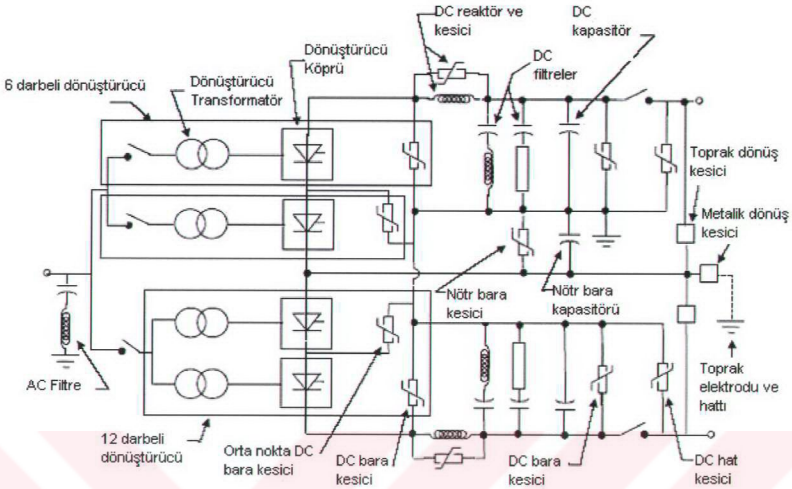 DC reaktör ve
kesici
DC
kapasitör
Dönüştürücü
Köprü
DC
filtreler
6 darbeli dönüştürücü
Dönüştürücü
Transformatör
Toprak dönüş
kesici
Metalik dönüş
kesici
Nötr bara
kesici
Nötr bara
kapasitörü
AC Filtre
Toprak
elektrodu ve
hattı
12 darbeli
dönüştürücü
Orta nokta DC
bara kesici
DC bara
kesici
DC bara
kesici
DC hat
kesici